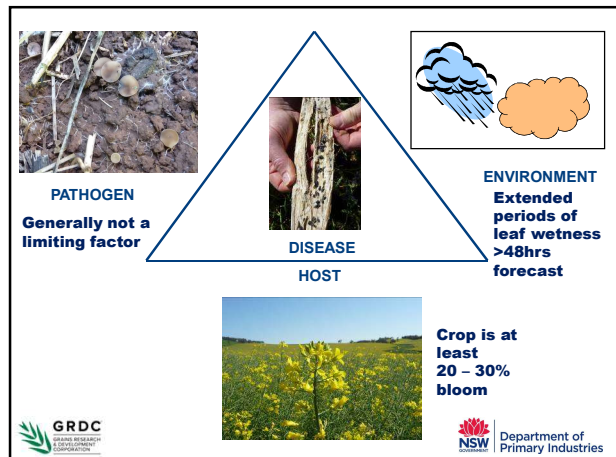 PATHOGEN
Generally not a
limiting factor
ENVIRONMENT
Extended
periods of
leaf wetness
>48hrs
forecast
DISEASE
HOST
Crop is at
least
20 – 30%
bloom
GRDC
GRAINS RESEARCH
& DEVELOPMENT
CORPORATION
NSW
GOVERNMENT
Department of
Primary Industries